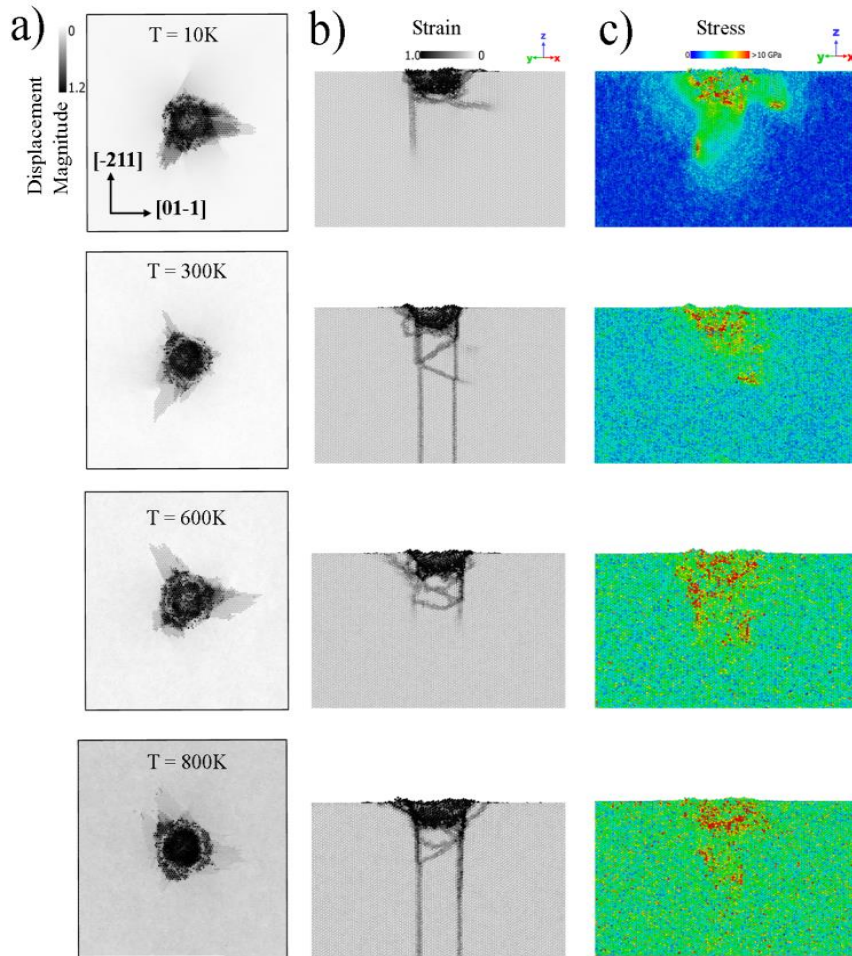 a)
0
1.2
Displacement
Magnitude
T = 10K
[-211]
[01-1]
T = 300K
T = 600K
T = 800K
b)
Strain
1.0
0
z
y
x
c)
Stress
0
>10 GPa
z
y
x